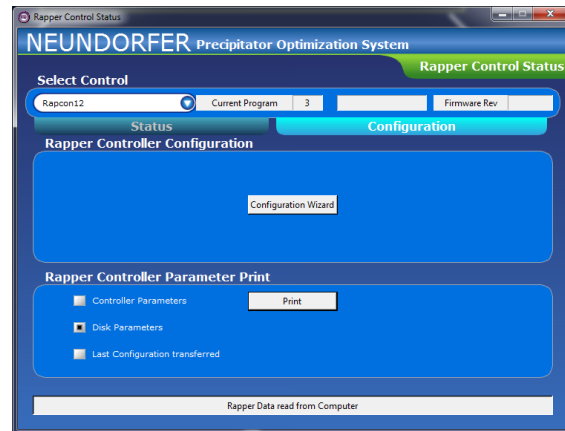 Rapper Control Status
NEUNDORFER Precipitator Optimization System
Rapper Control Status
Select Control
Rapcon12 Current Program 3 Firmware Rev
Status Configuration
Rapper Controller Configuration
Configuration Wizard
Rapper Controller Parameter Print
Controller Parameters Print
Disk Parameters
Last Configuration transferred
Rapper Data read from Computer